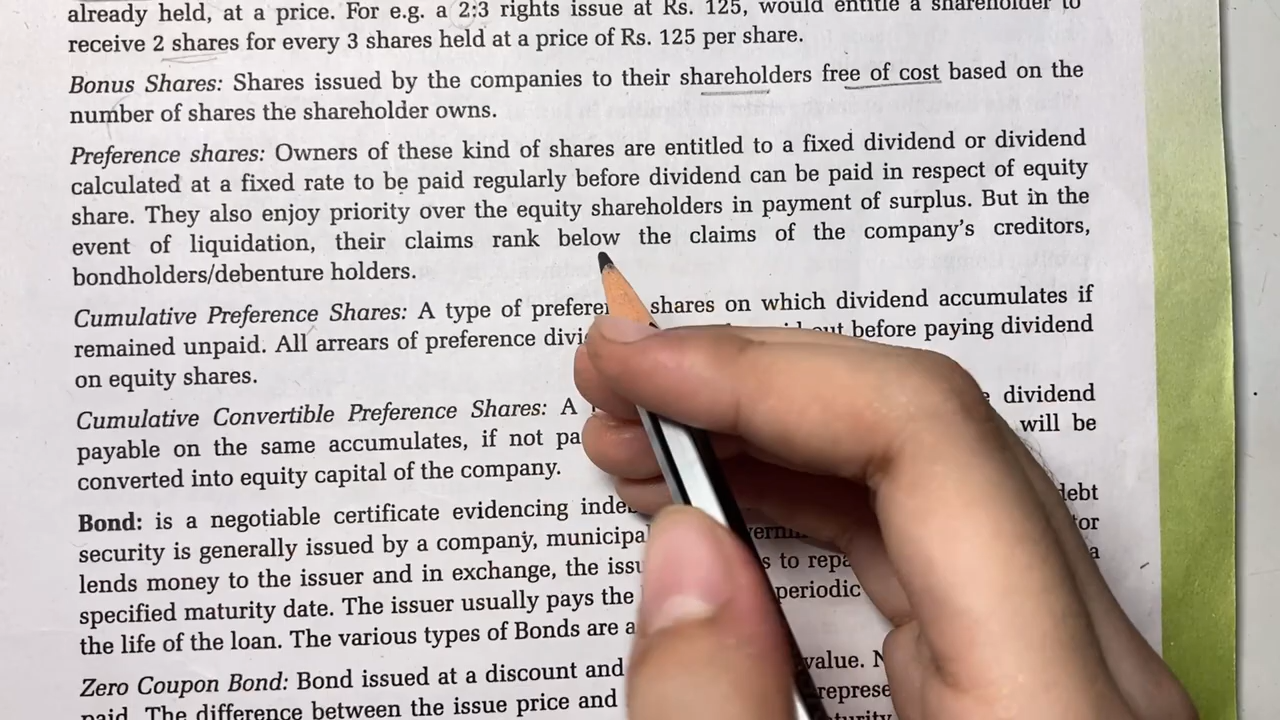 already held, at a price. For e.g. a 2:3 rights issue at Rs. 125, would entitle a shareholder to
receive 2 shares for every 3 shares held at a price of Rs. 125 per share.
Bonus Shares: Shares issued by the companies to their shareholders free of cost based on the
number of shares the shareholder owns.
Preference shares: Owners of these kind of shares are entitled to a fixed dividend or dividend
calculated at a fixed rate to be paid regularly before dividend can be paid in respect of equity
share. They also enjoy priority over the equity shareholders in payment of surplus. But in the
event of liquidation, their claims rank below the claims of the company's creditors,
bondholders/debenture holders.
Cumulative Preference Shares: A type of shares on which dividend accumulates if
remained unpaid. All arrears of preference before paying dividend
on equity shares.
Cumulative Convertible Preference Shares: A dividend
payable on the same accumulates, if not will be
converted into equity capital of the company.
Bond: is a negotiable certificate evidencing
security is generally issued by a company,
lends money to the issuer and in exchange, the to
specified maturity date. The issuer usually pays the periodic
the life of the loan. The various types of Bonds are
Zero Coupon Bond: Bond issued at a discount and value.
paid. The difference between the issue price and